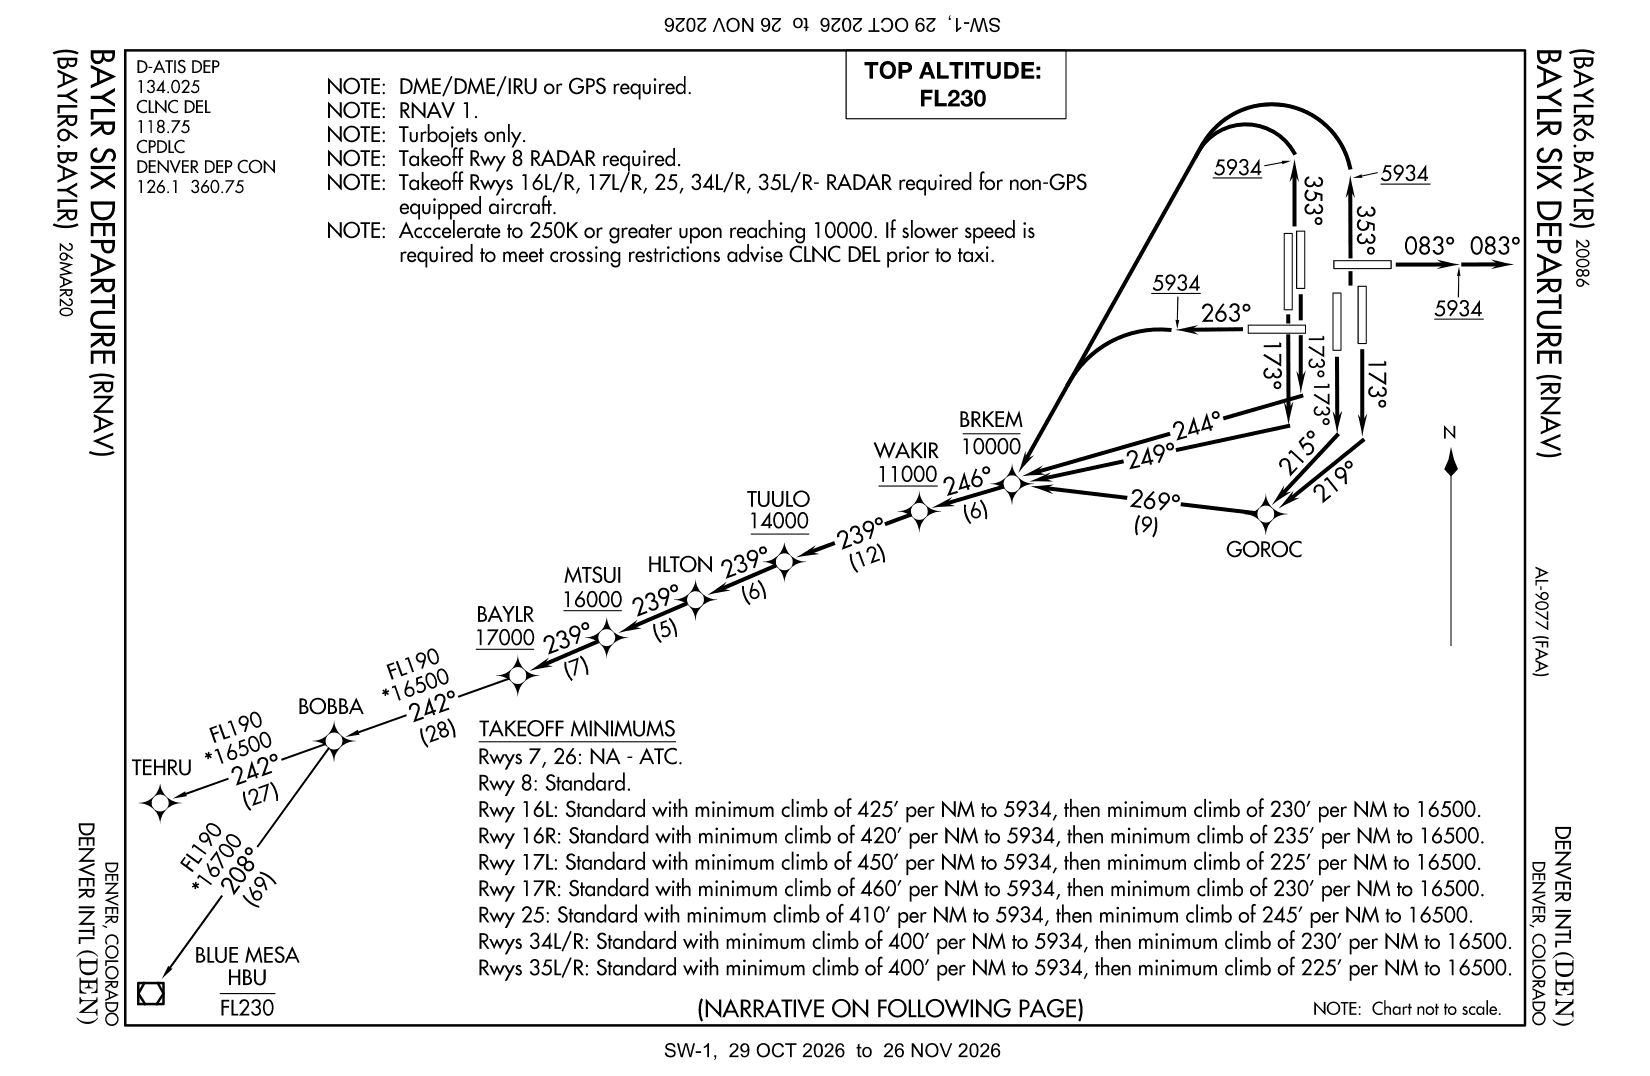 SW-1, 29 OCT 2026 to 26 NOV 2026
BAYLR SIX DEPARTURE (RNAV)
(BAYLR6.BAYLR) 26MAR20
DENVER INTL (DEN)
DENVER, COLORADO
D-ATIS DEP
134.025
CLNC DEL
118.75
CPDLC
DENVER DEP CON
126.1 360.75
NOTE: DME/DME/IRU or GPS required.
NOTE: RNAV 1.
NOTE: Turbojets only.
NOTE: Takeoff Rwy 8 RADAR required.
NOTE: Takeoff Rwys 16L/R, 17L/R, 25, 34L/R, 35L/R- RADAR required for non-GPS
equipped aircraft.
NOTE: Acccelerate to 250K or greater upon reaching 10000. If slower speed is
required to meet crossing restrictions advise CLNC DEL prior to taxi.
TOP ALTITUDE:
FL230
5934
353°
5934
353°
083° 083°
5934
5934
263°
173°
173°
173°
173°
244°
249°
215°
219°
269°
(9)
GOROC
N
BRKEM
10000
246°
(6)
WAKIR
11000
239°
(12)
TUULO
14000
239°
(6)
HLTON
239°
(5)
MTSUI
16000
239°
(7)
BAYLR
17000
FL190
*16500
242°
(28)
BOBBA
FL190
*16500
242°
(27)
TEHRU
FL190
*16700
208°
(69)
BLUE MESA
HBU
FL230
TAKEOFF MINIMUMS
Rwys 7, 26: NA - ATC.
Rwy 8: Standard.
Rwy 16L: Standard with minimum climb of 425' per NM to 5934, then minimum climb of 230' per NM to 16500.
Rwy 16R: Standard with minimum climb of 420' per NM to 5934, then minimum climb of 235' per NM to 16500.
Rwy 17L: Standard with minimum climb of 450' per NM to 5934, then minimum climb of 225' per NM to 16500.
Rwy 17R: Standard with minimum climb of 460' per NM to 5934, then minimum climb of 230' per NM to 16500.
Rwy 25: Standard with minimum climb of 410' per NM to 5934, then minimum climb of 245' per NM to 16500.
Rwys 34L/R: Standard with minimum climb of 400' per NM to 5934, then minimum climb of 230' per NM to 16500.
Rwys 35L/R: Standard with minimum climb of 400' per NM to 5934, then minimum climb of 225' per NM to 16500.
(NARRATIVE ON FOLLOWING PAGE)
NOTE: Chart not to scale.
(BAYLR6.BAYLR) 20086
BAYLR SIX DEPARTURE (RNAV)
AL-9077 (FAA)
DENVER INTL (DEN)
DENVER, COLORADO
SW-1, 29 OCT 2026 to 26 NOV 2026